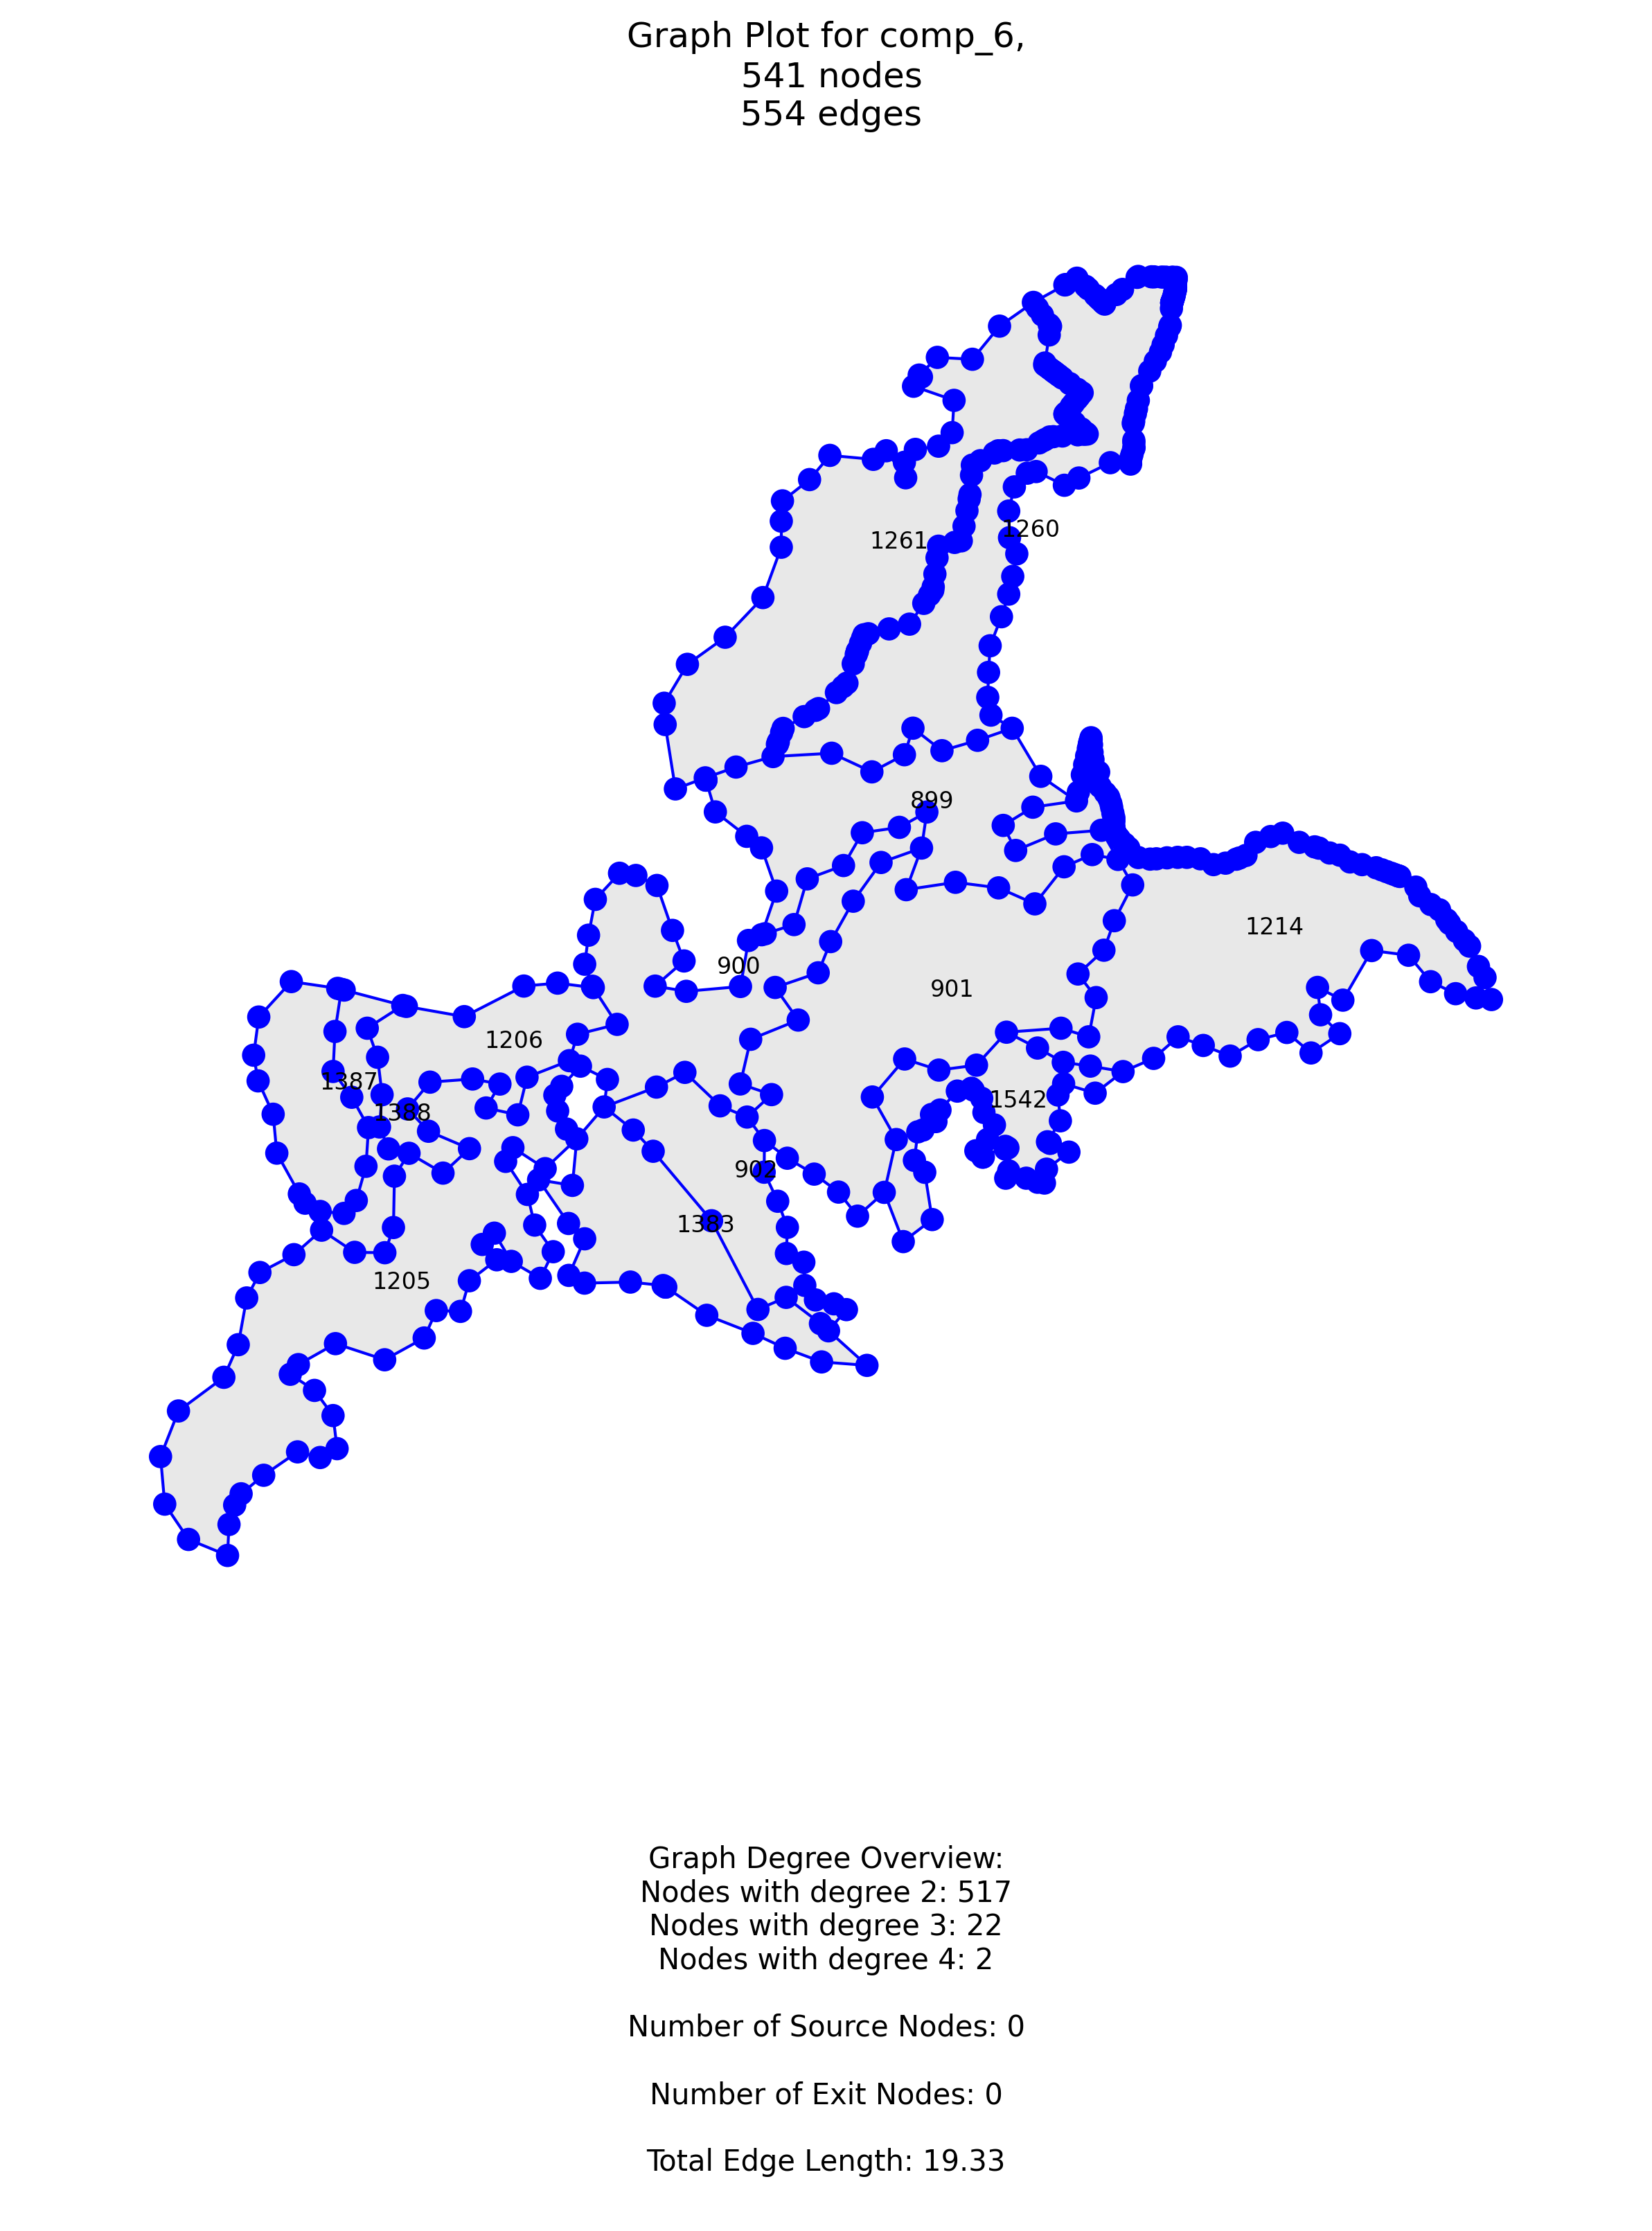 Graph Plot for comp_6,
541 nodes
554 edges
1261
1260
899
1214
900
901
1206
1387
1388
1542
902
1383
1205
Graph Degree Overview:
Nodes with degree 2: 517
Nodes with degree 3: 22
Nodes with degree 4: 2
Number of Source Nodes: 0
Number of Exit Nodes: 0
Total Edge Length: 19.33